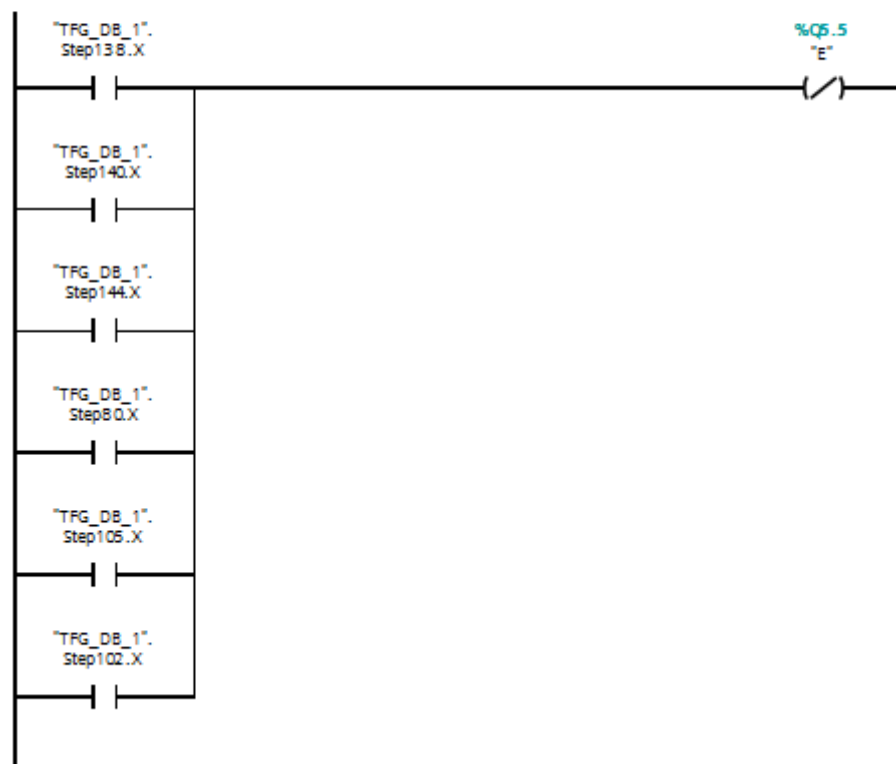 "TFG_DB_1".
Step138.X
%Q5.5
"E"
"TFG_DB_1".
Step140.X
"TFG_DB_1".
Step144.X
"TFG_DB_1".
Step80.X
"TFG_DB_1".
Step105.X
"TFG_DB_1".
Step102.X